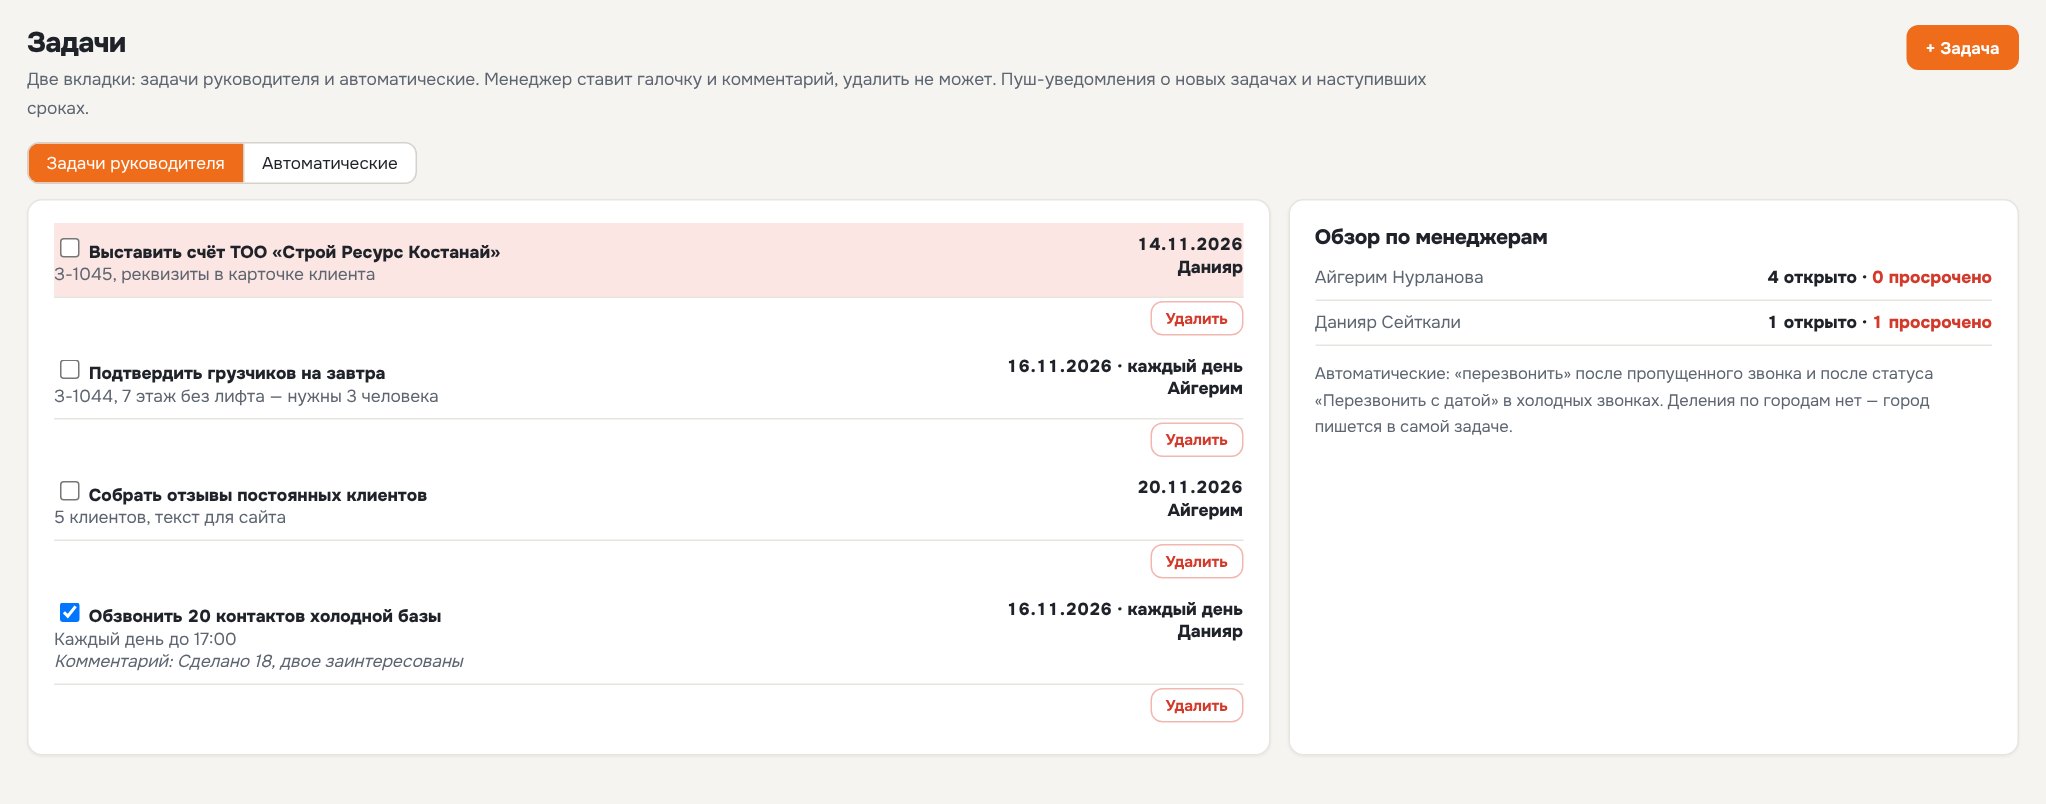 Задачи
+ Задача
Две вкладки: задачи руководителя и автоматические. Менеджер ставит галочку и комментарий, удалить не может. Пуш-уведомления о новых задачах и наступивших
сроках.
Задачи руководителя
Автоматические
Выставить счёт ТОО «Строй Ресурс Костанай»
З-1045, реквизиты в карточке клиента
14.11.2026
Данияр
Удалить
Подтвердить грузчиков на завтра
З-1044, 7 этаж без лифта — нужны 3 человека
16.11.2026 · каждый день
Айгерим
Удалить
Собрать отзывы постоянных клиентов
5 клиентов, текст для сайта
20.11.2026
Айгерим
Удалить
Обзвонить 20 контактов холодной базы
Каждый день до 17:00
Комментарий: Сделано 18, двое заинтересованы
16.11.2026 · каждый день
Данияр
Удалить
Обзор по менеджерам
Айгерим Нурланова
4 открыто · 0 просрочено
Данияр Сейткали
1 открыто · 1 просрочено
Автоматические: «перезвонить» после пропущенного звонка и после статуса
«Перезвонить с датой» в холодных звонках. Деления по городам нет — город
пишется в самой задаче.